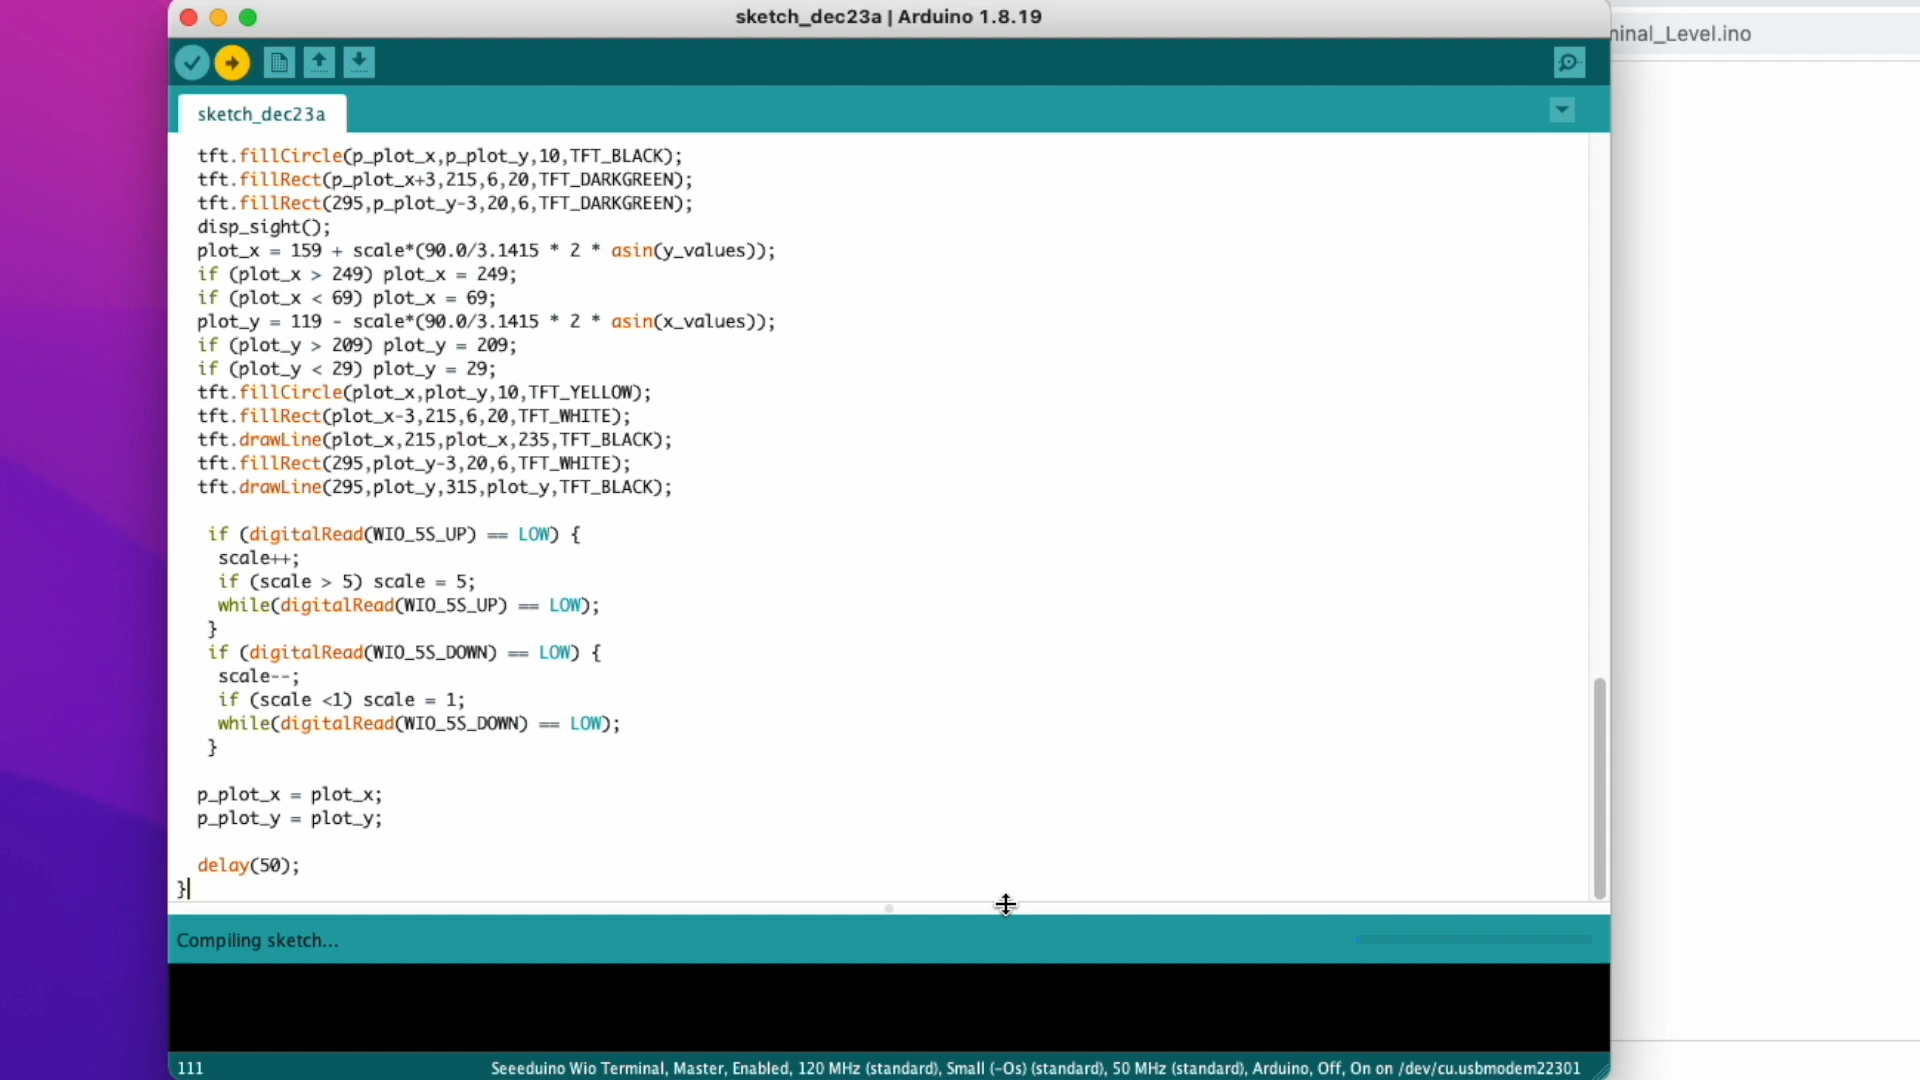 sketch_dec23a | Arduino 1.8.19
ninal_Level.ino
sketch_dec23a
tft.fillCircle(p_plot_x,p_plot_y,10,TFT_BLACK);
tft.fillRect(p_plot_x+3,215,6,20,TFT_DARKGREEN);
tft.fillRect(295,p_plot_y-3,20,6,TFT_DARKGREEN);
disp_sight();
plot_x = 159 + scale*(90.0/3.1415 * 2 * asin(y_values));
if (plot_x > 249) plot_x = 249;
if (plot_x < 69) plot_x = 69;
plot_y = 119 - scale*(90.0/3.1415 * 2 * asin(x_values));
if (plot_y > 209) plot_y = 209;
if (plot_y < 29) plot_y = 29;
tft.fillCircle(plot_x,plot_y,10,TFT_YELLOW);
tft.fillRect(plot_x-3,215,6,20,TFT_WHITE);
tft.drawLine(plot_x,215,plot_x,235,TFT_BLACK);
tft.fillRect(295,plot_y-3,20,6,TFT_WHITE);
tft.drawLine(295,plot_y,315,plot_y,TFT_BLACK);
if (digitalRead(WIO_5S_UP) == LOW) {
scale++;
if (scale > 5) scale = 5;
while(digitalRead(WIO_5S_UP) == LOW);
}
if (digitalRead(WIO_5S_DOWN) == LOW) {
scale--;
if (scale <1) scale = 1;
while(digitalRead(WIO_5S_DOWN) == LOW);
}
p_plot_x = plot_x;
p_plot_y = plot_y;
delay(50);
}
Compiling sketch...
111
Seeeduino Wio Terminal, Master, Enabled, 120 MHz (standard), Small (-Os) (standard), 50 MHz (standard), Arduino, Off, On on /dev/cu.usbmodem22301